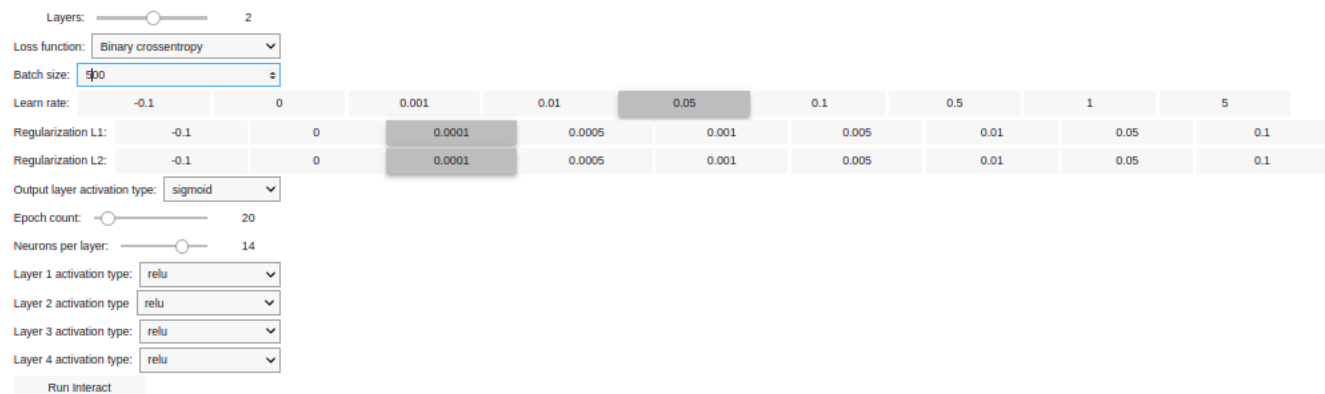 Layers: 2
Loss function: Binary crossentropy
Batch size: 500
Learn rate: -0.1 0 0.001 0.01 0.05 0.1 0.5 1 5
Regularization L1: -0.1 0 0.0001 0.0005 0.001 0.005 0.01 0.05 0.1
Regularization L2: -0.1 0 0.0001 0.0005 0.001 0.005 0.01 0.05 0.1
Output layer activation type: sigmoid
Epoch count: 20
Neurons per layer: 14
Layer 1 activation type: relu
Layer 2 activation type relu
Layer 3 activation type: relu
Layer 4 activation type: relu
Run Interact